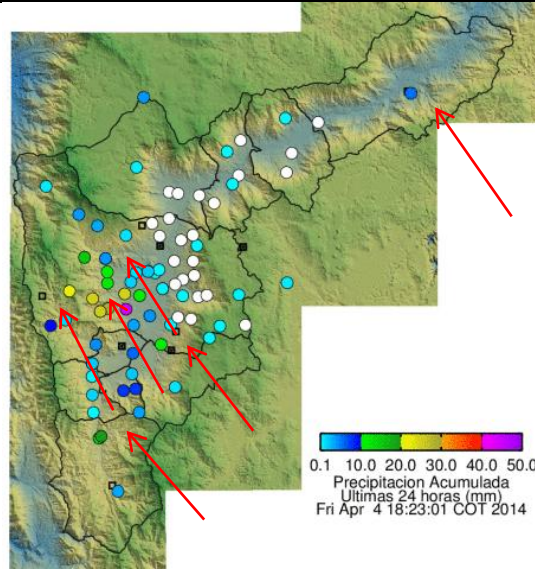 0.1 10.0 20.0 30.0 40.0 50.0
Precipitacion Acumulada
Ultimas 24 horas (mm)
Fri Apr 4 18:23:01 COT 2014